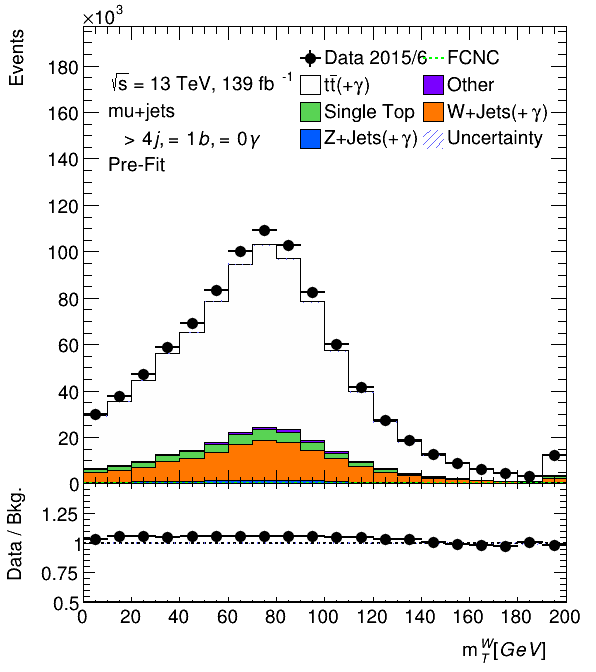 ×10³
Events
180
160
140
120
100
80
60
40
20
0
√s = 13 TeV, 139 fb⁻¹
mu+jets
> 4j, = 1b, = 0γ
Pre-Fit
Data 2015/6
FCNC
tt̄(+γ)
Other
Single Top
W+Jets(+γ)
Z+Jets(+γ)
Uncertainty
Data / Bkg.
1.25
1
0.75
0.5
0 20 40 60 80 100 120 140 160 180 200
m_T^W [GeV]